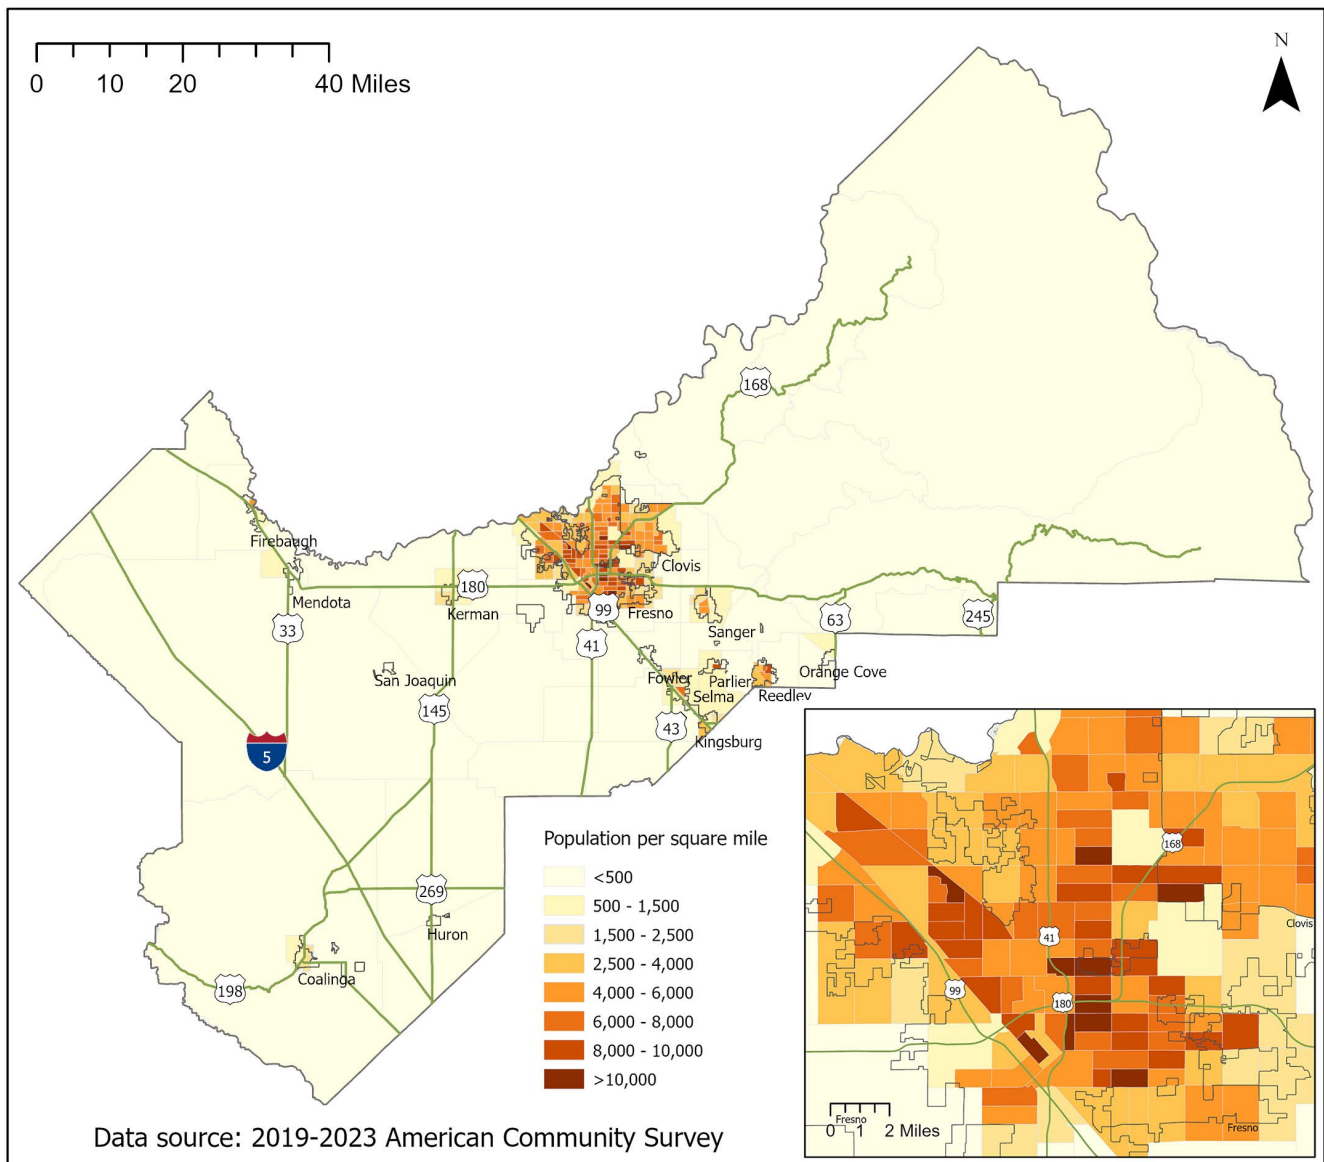 N
0 10 20 40 Miles
168
Firebaugh
Mendota
180
Kerman
33
Clovis
99
Fresno
41
Sanger
63
245
San Joaquin
145
Fowler
Parlier
Selma
Reedley
Orange Cove
43
Kingsburg
5
269
Huron
Coalinga
198
Population per square mile
<500
500 - 1,500
1,500 - 2,500
2,500 - 4,000
4,000 - 6,000
6,000 - 8,000
8,000 - 10,000
>10,000
168
Clovis
41
99
180
Fresno
0 1 2 Miles
Fresno
Data source: 2019-2023 American Community Survey